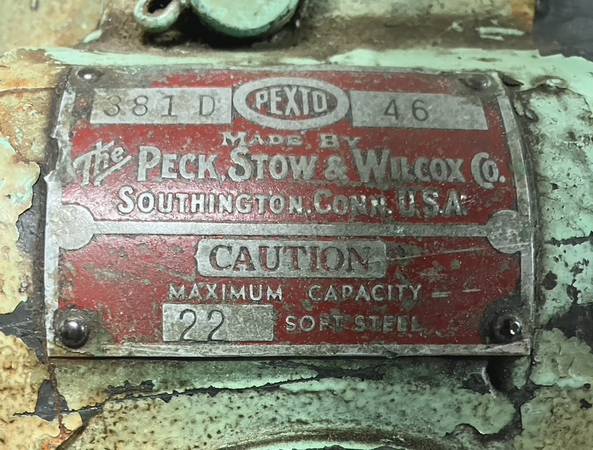 381 D PEXTO 46
MADE BY
The PECK, STOW & WILCOX Co.
SOUTHINGTON, CONN. U.S.A.
CAUTION
MAXIMUM CAPACITY
22 SOFT STEEL